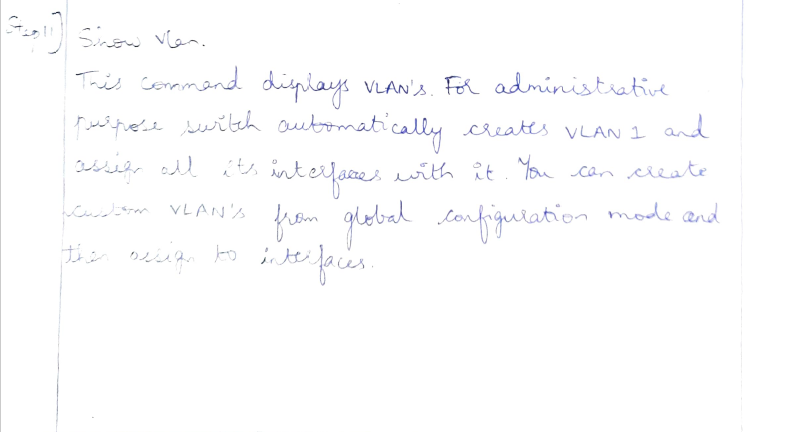 Step 11] Show vlan.
This command displays VLAN's. For administrative
purpose switch automatically creates VLAN 1 and
assign all its interfaces with it. You can create
custom VLAN's from global configuration mode and
then assign to interfaces.